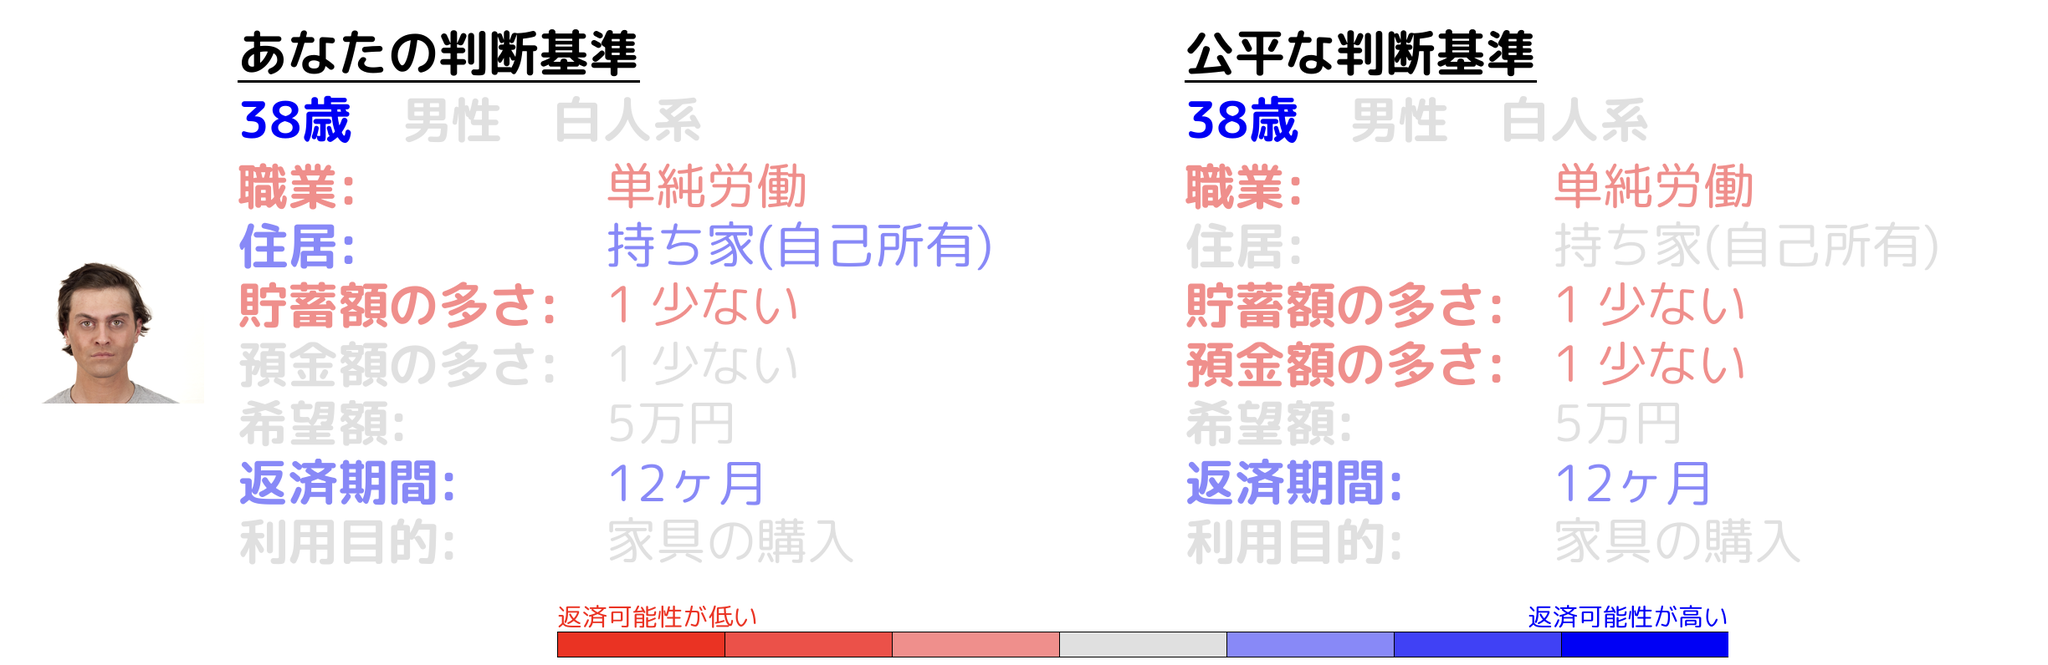 あなたの判断基準
38歳 男性 白人系
職業: 単純労働
住居: 持ち家(自己所有)
貯蓄額の多さ: 1 少ない
預金額の多さ: 1 少ない
希望額: 5万円
返済期間: 12ヶ月
利用目的: 家具の購入
公平な判断基準
38歳 男性 白人系
職業: 単純労働
住居: 持ち家(自己所有)
貯蓄額の多さ: 1 少ない
預金額の多さ: 1 少ない
希望額: 5万円
返済期間: 12ヶ月
利用目的: 家具の購入
返済可能性が低い
返済可能性が高い